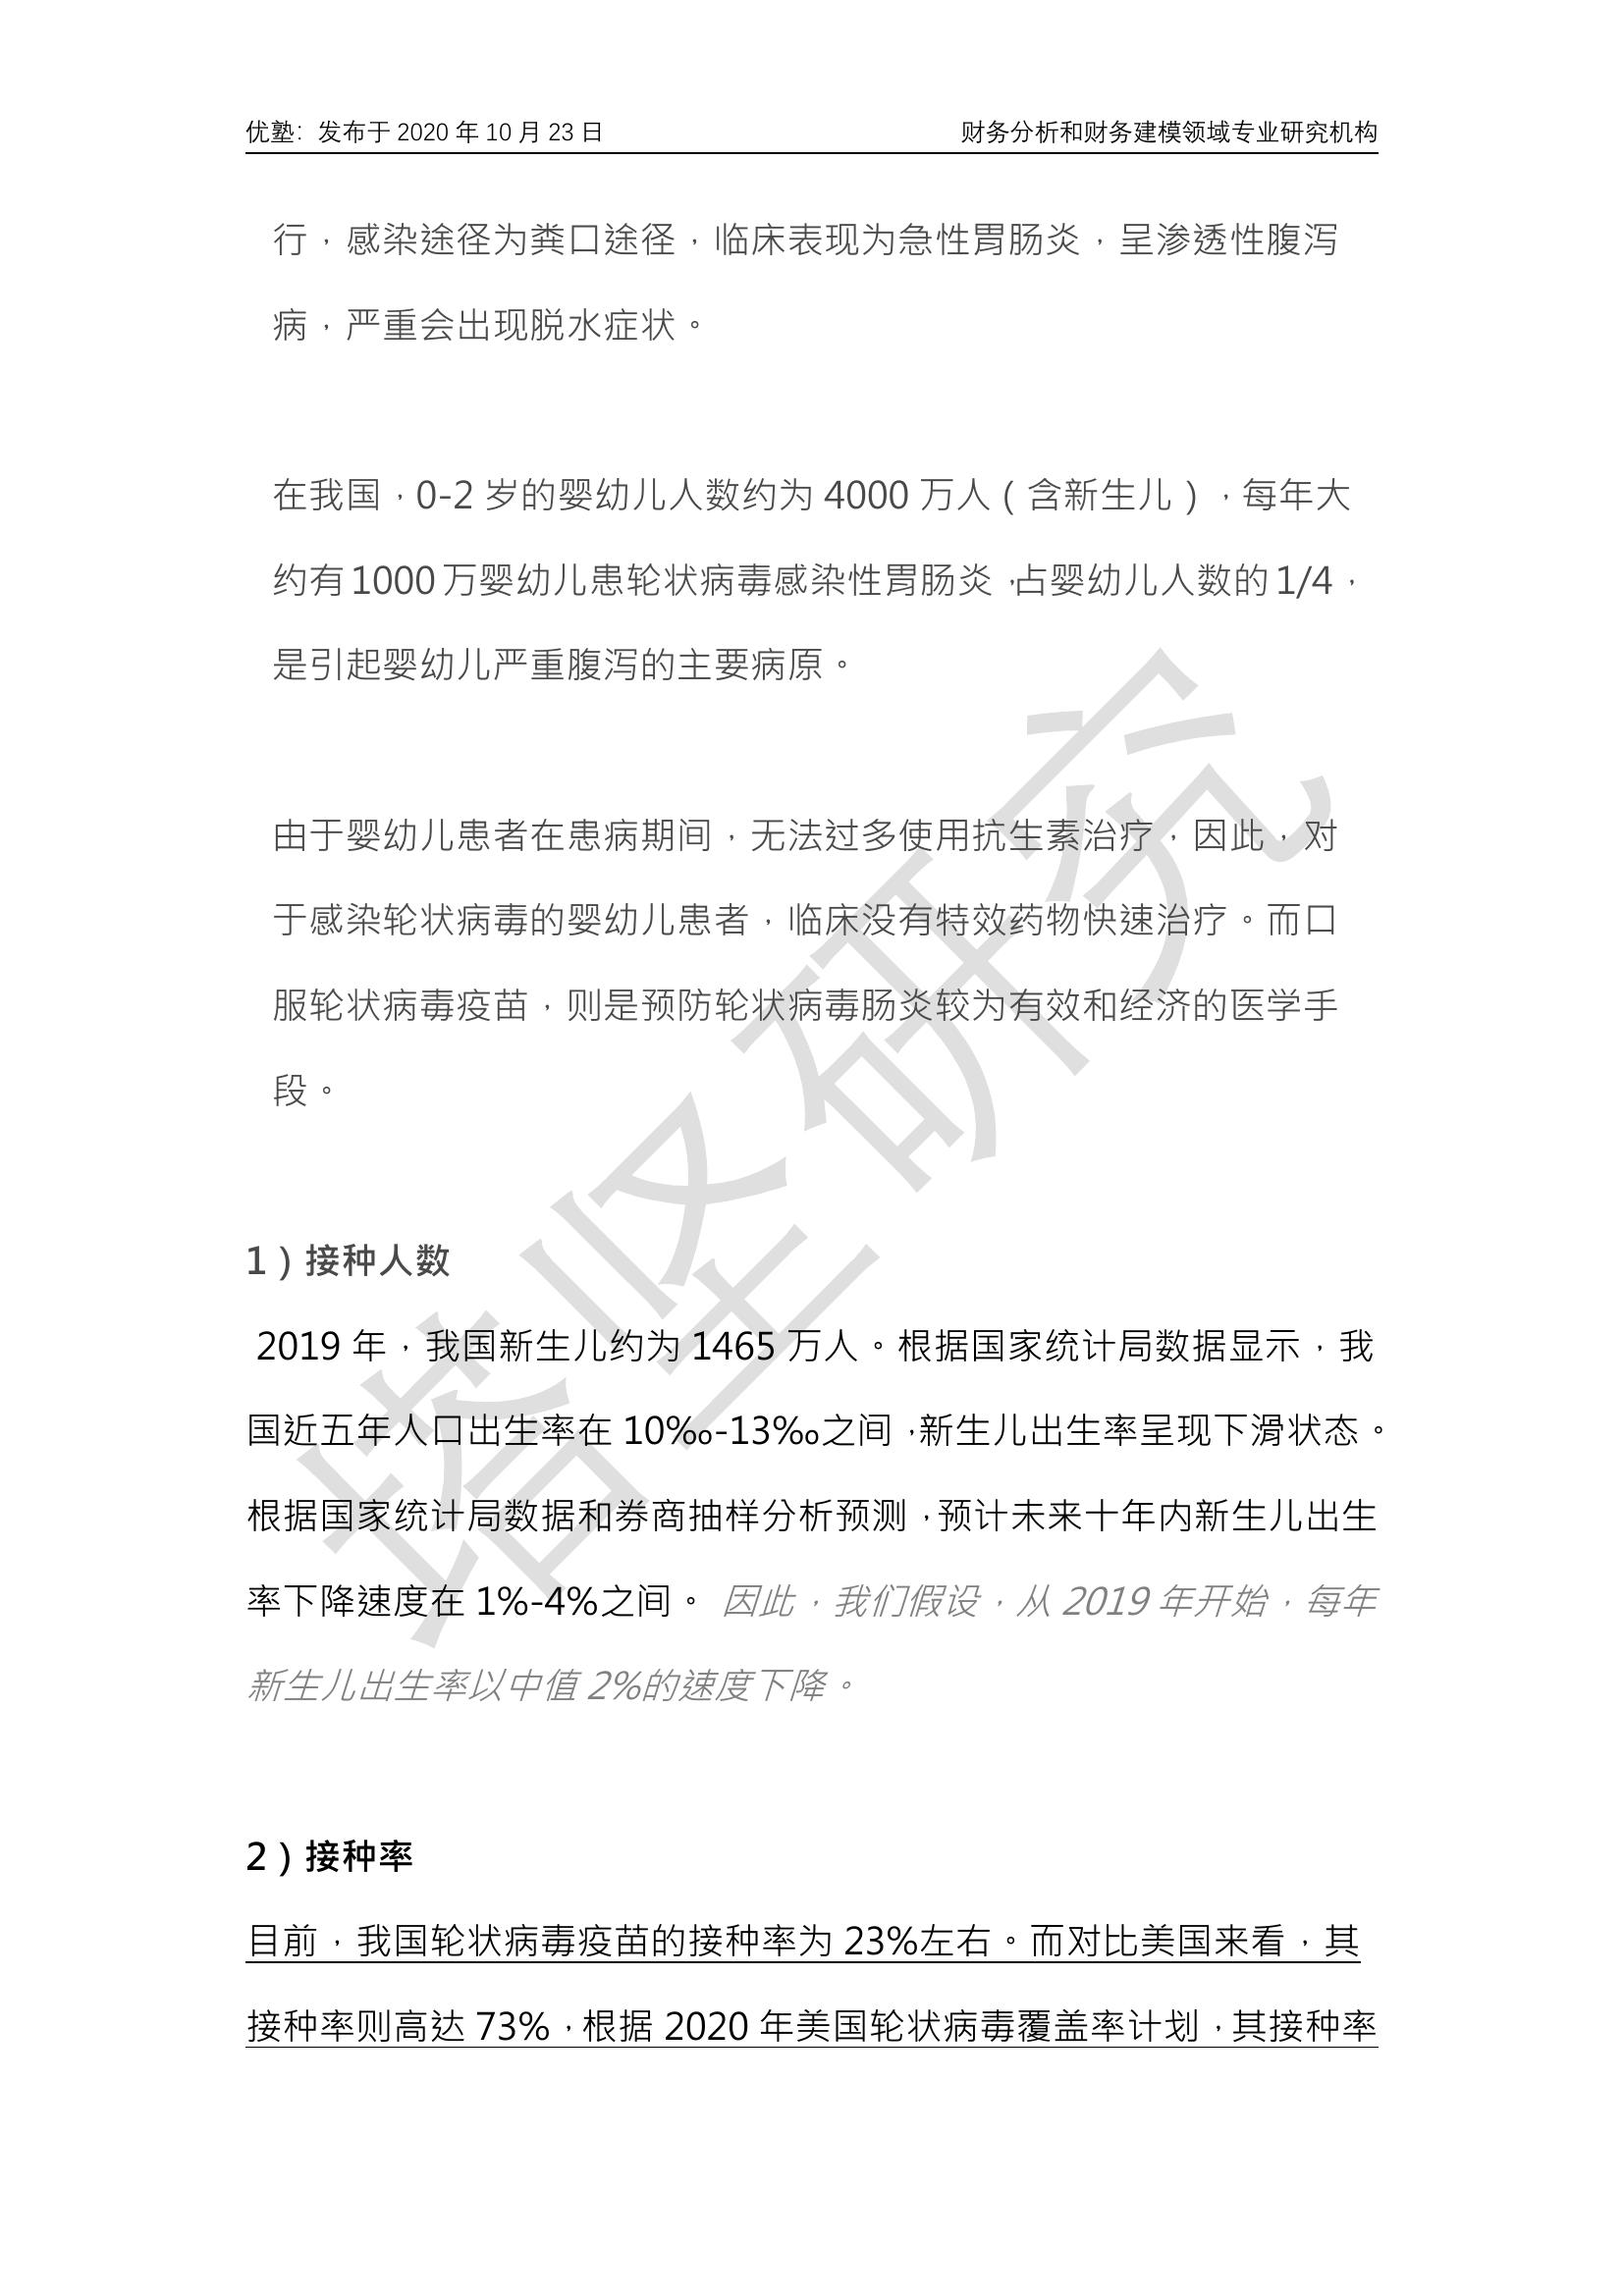 优塾：发布于 2020 年 10 月 23 日 财务分析和财务建模领域专业研究机构
行，感染途径为粪口途径，临床表现为急性胃肠炎，呈渗透性腹泻
病，严重会出现脱水症状。
在我国，0-2 岁的婴幼儿人数约为 4000 万人（含新生儿），每年大
约有 1000 万婴幼儿患轮状病毒感染性胃肠炎，占婴幼儿人数的 1/4，
是引起婴幼儿严重腹泻的主要病原。
由于婴幼儿患者在患病期间，无法过多使用抗生素治疗，因此，对
于感染轮状病毒的婴幼儿患者，临床没有特效药物快速治疗。而口
服轮状病毒疫苗，则是预防轮状病毒肠炎较为有效和经济的医学手
段。
1）接种人数
2019 年，我国新生儿约为 1465 万人。根据国家统计局数据显示，我
国近五年人口出生率在 10‰-13‰之间，新生儿出生率呈现下滑状态。
根据国家统计局数据和券商抽样分析预测，预计未来十年内新生儿出生
率下降速度在 1%-4%之间。 因此，我们假设，从 2019 年开始，每年
新生儿出生率以中值 2%的速度下降。
2）接种率
目前，我国轮状病毒疫苗的接种率为 23%左右。而对比美国来看，其
接种率则高达 73%，根据 2020 年美国轮状病毒覆盖率计划，其接种率
塔坚研究